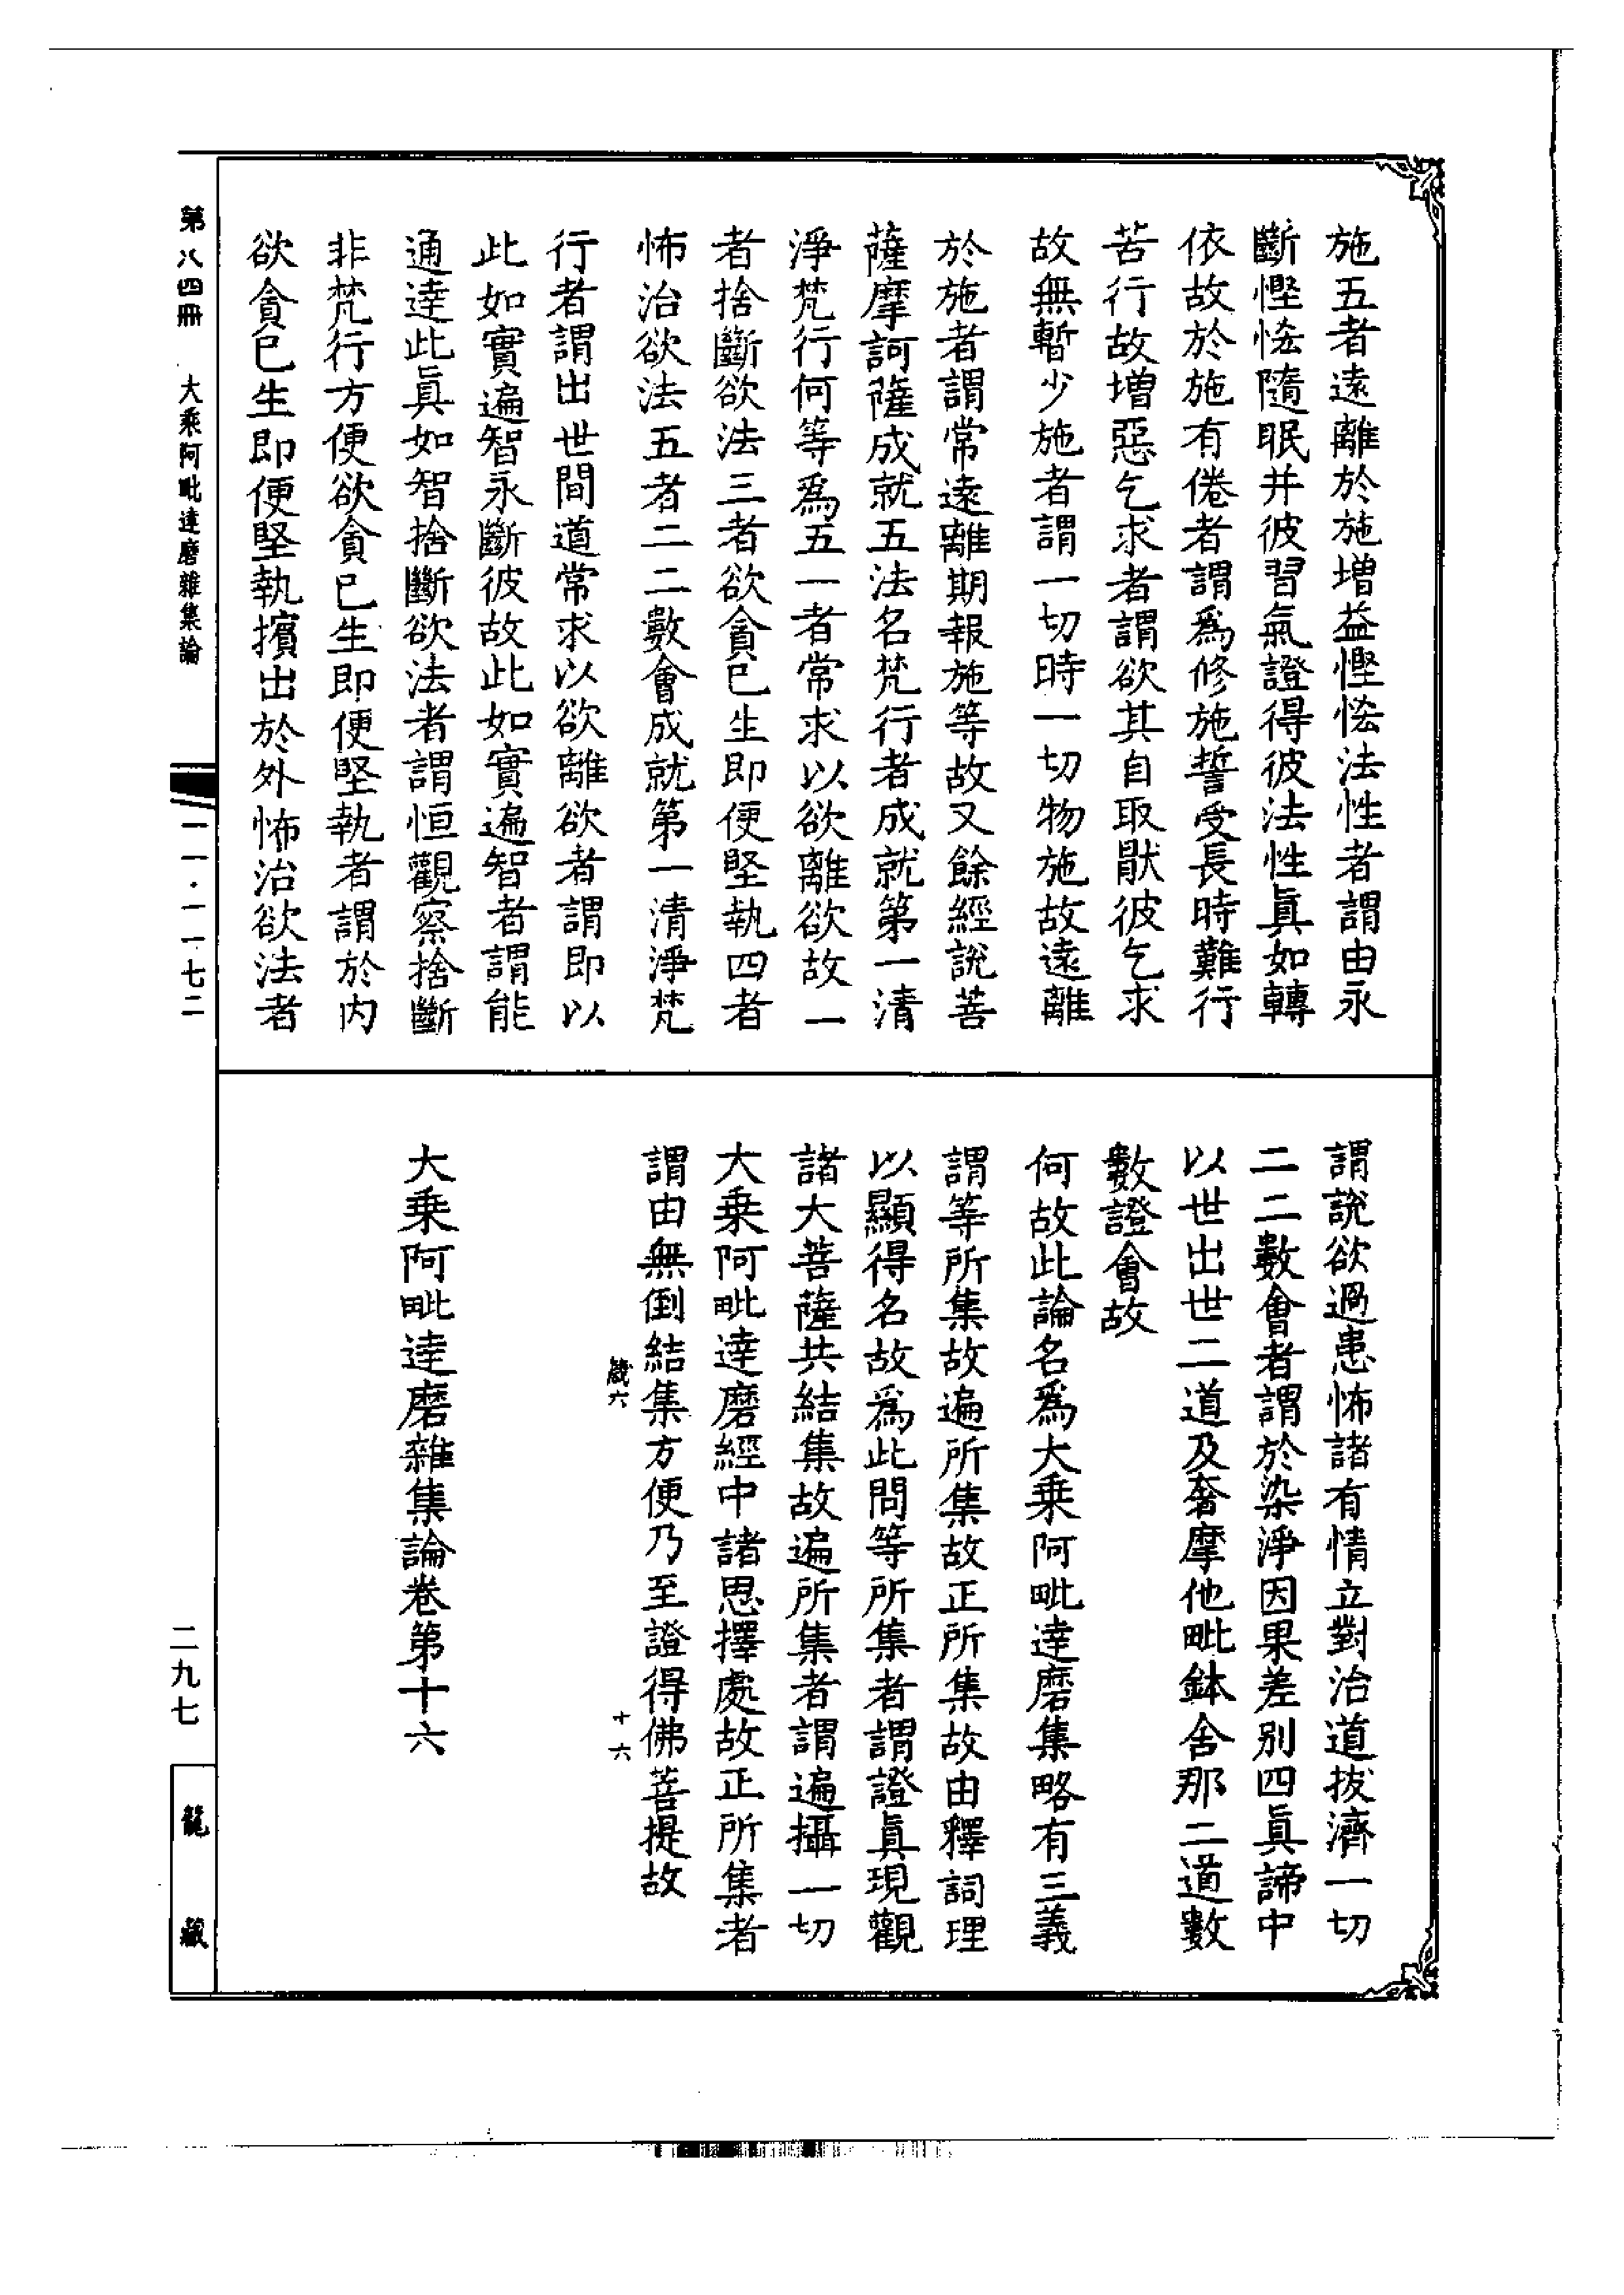 施五者遠離於施增益慳悋法性者謂由永
斷慳悋隨眠并彼習氣證得彼法性眞如轉
依故於施有倦者謂爲修施誓受長時難行
苦行故增惡乞求者謂欲其自取猒彼乞求
故無暫少施者謂一切時一切物施故遠離
於施者謂常遠離期報施等故又餘經說菩
薩摩訶薩成就五法名梵行者成就第一清
淨梵行何等爲五一者常求以欲離欲故一
者捨斷欲法三者欲貪已生即便堅執四者
怖治欲法五者二二數會成就第一清淨梵
行者謂出世間道常求以欲離欲者謂即以
此如實遍智永斷彼故此如實遍智者謂能
通達此眞如智捨斷欲法者謂恒觀察捨斷
非梵行方便欲貪已生即便堅執者謂於内
欲貪已生即便堅執擯出於外怖治欲法者
謂說欲過患怖諸有情立對治道拔濟一切
二二數會者謂於染淨因果差別四眞諦中
以世出世二道及奢摩他毗鉢舍那二道數
數證會故
何故此論名爲大乗阿毗達磨集略有三義
謂等所集故遍所集故正所集故由釋詞理
以顯得名故爲此問等所集者謂證眞現觀
諸大菩薩共結集故遍所集者謂遍攝一切
大乗阿毗達磨經中諸思擇處故正所集者
謂由無倒結集方便乃至證得佛菩提故
箴六 十六
大乗阿毗達磨雜集論卷第十六
第八四冊 大乘阿毗達磨雜集論
一一·一一七二
二九七
龍藏